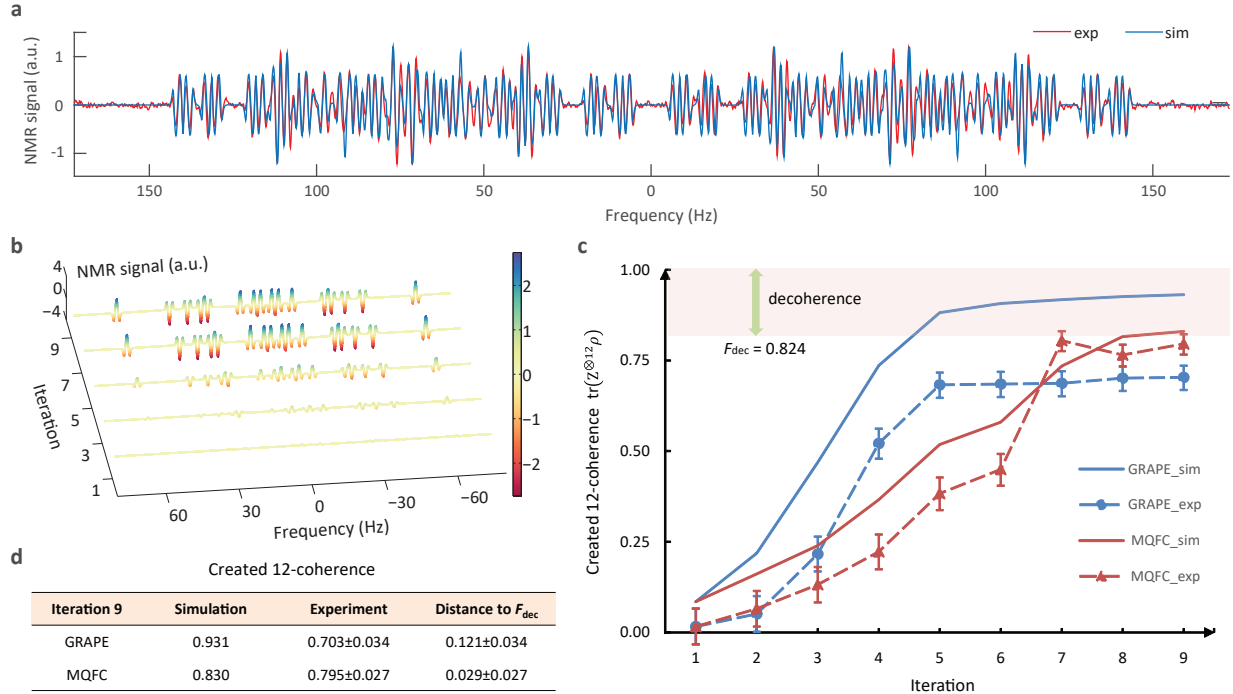 a
NMR signal (a.u.)
1
0
-1
exp
sim
150
100
50
0
50
100
150
Frequency (Hz)
b
NMR signal (a.u.)
4
0
−4
9
7
5
3
1
Iteration
60
30
0
−30
−60
Frequency (Hz)
2
1
0
−1
−2
c
Created 12-coherence tr(Z⊗12ρ)
1.00
0.75
0.50
0.25
0.00
decoherence
Fdec = 0.824
GRAPE_sim
GRAPE_exp
MQFC_sim
MQFC_exp
1 2 3 4 5 6 7 8 9
Iteration
d
Created 12-coherence
Iteration 9 Simulation Experiment Distance to Fdec
GRAPE 0.931 0.703±0.034 0.121±0.034
MQFC 0.830 0.795±0.027 0.029±0.027